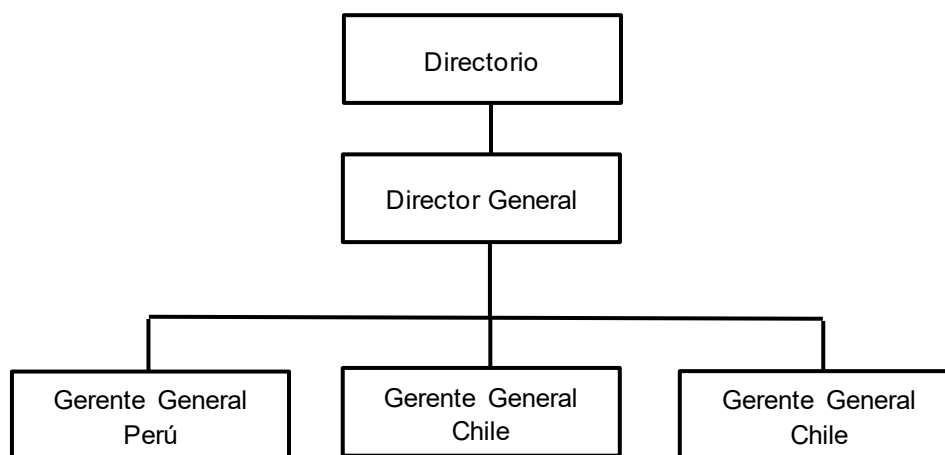 Directorio
Director General
Gerente General
Perú
Gerente General
Chile
Gerente General
Chile